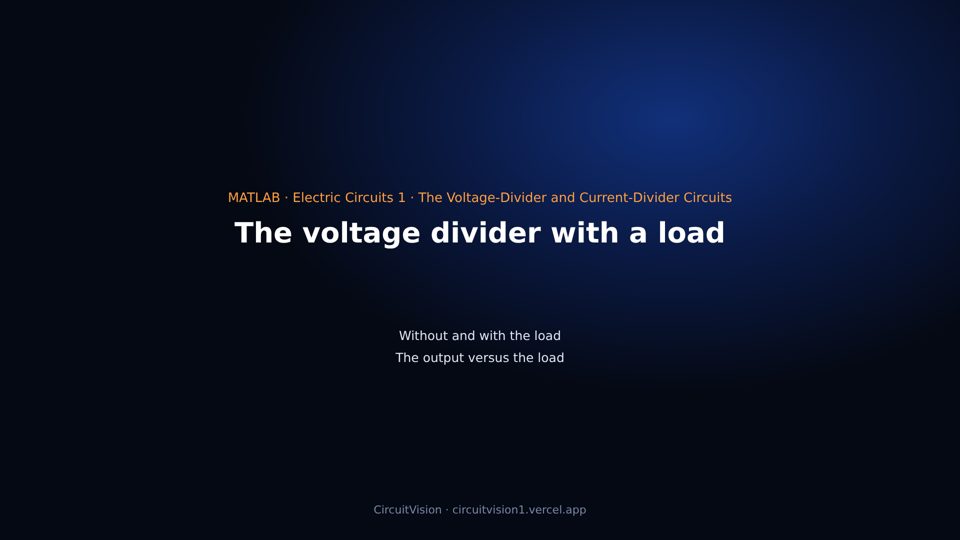 MATLAB · Electric Circuits 1 · The Voltage-Divider and Current-Divider Circuits
The voltage divider with a load
Without and with the load
The output versus the load
CircuitVision · circuitvision1.vercel.app